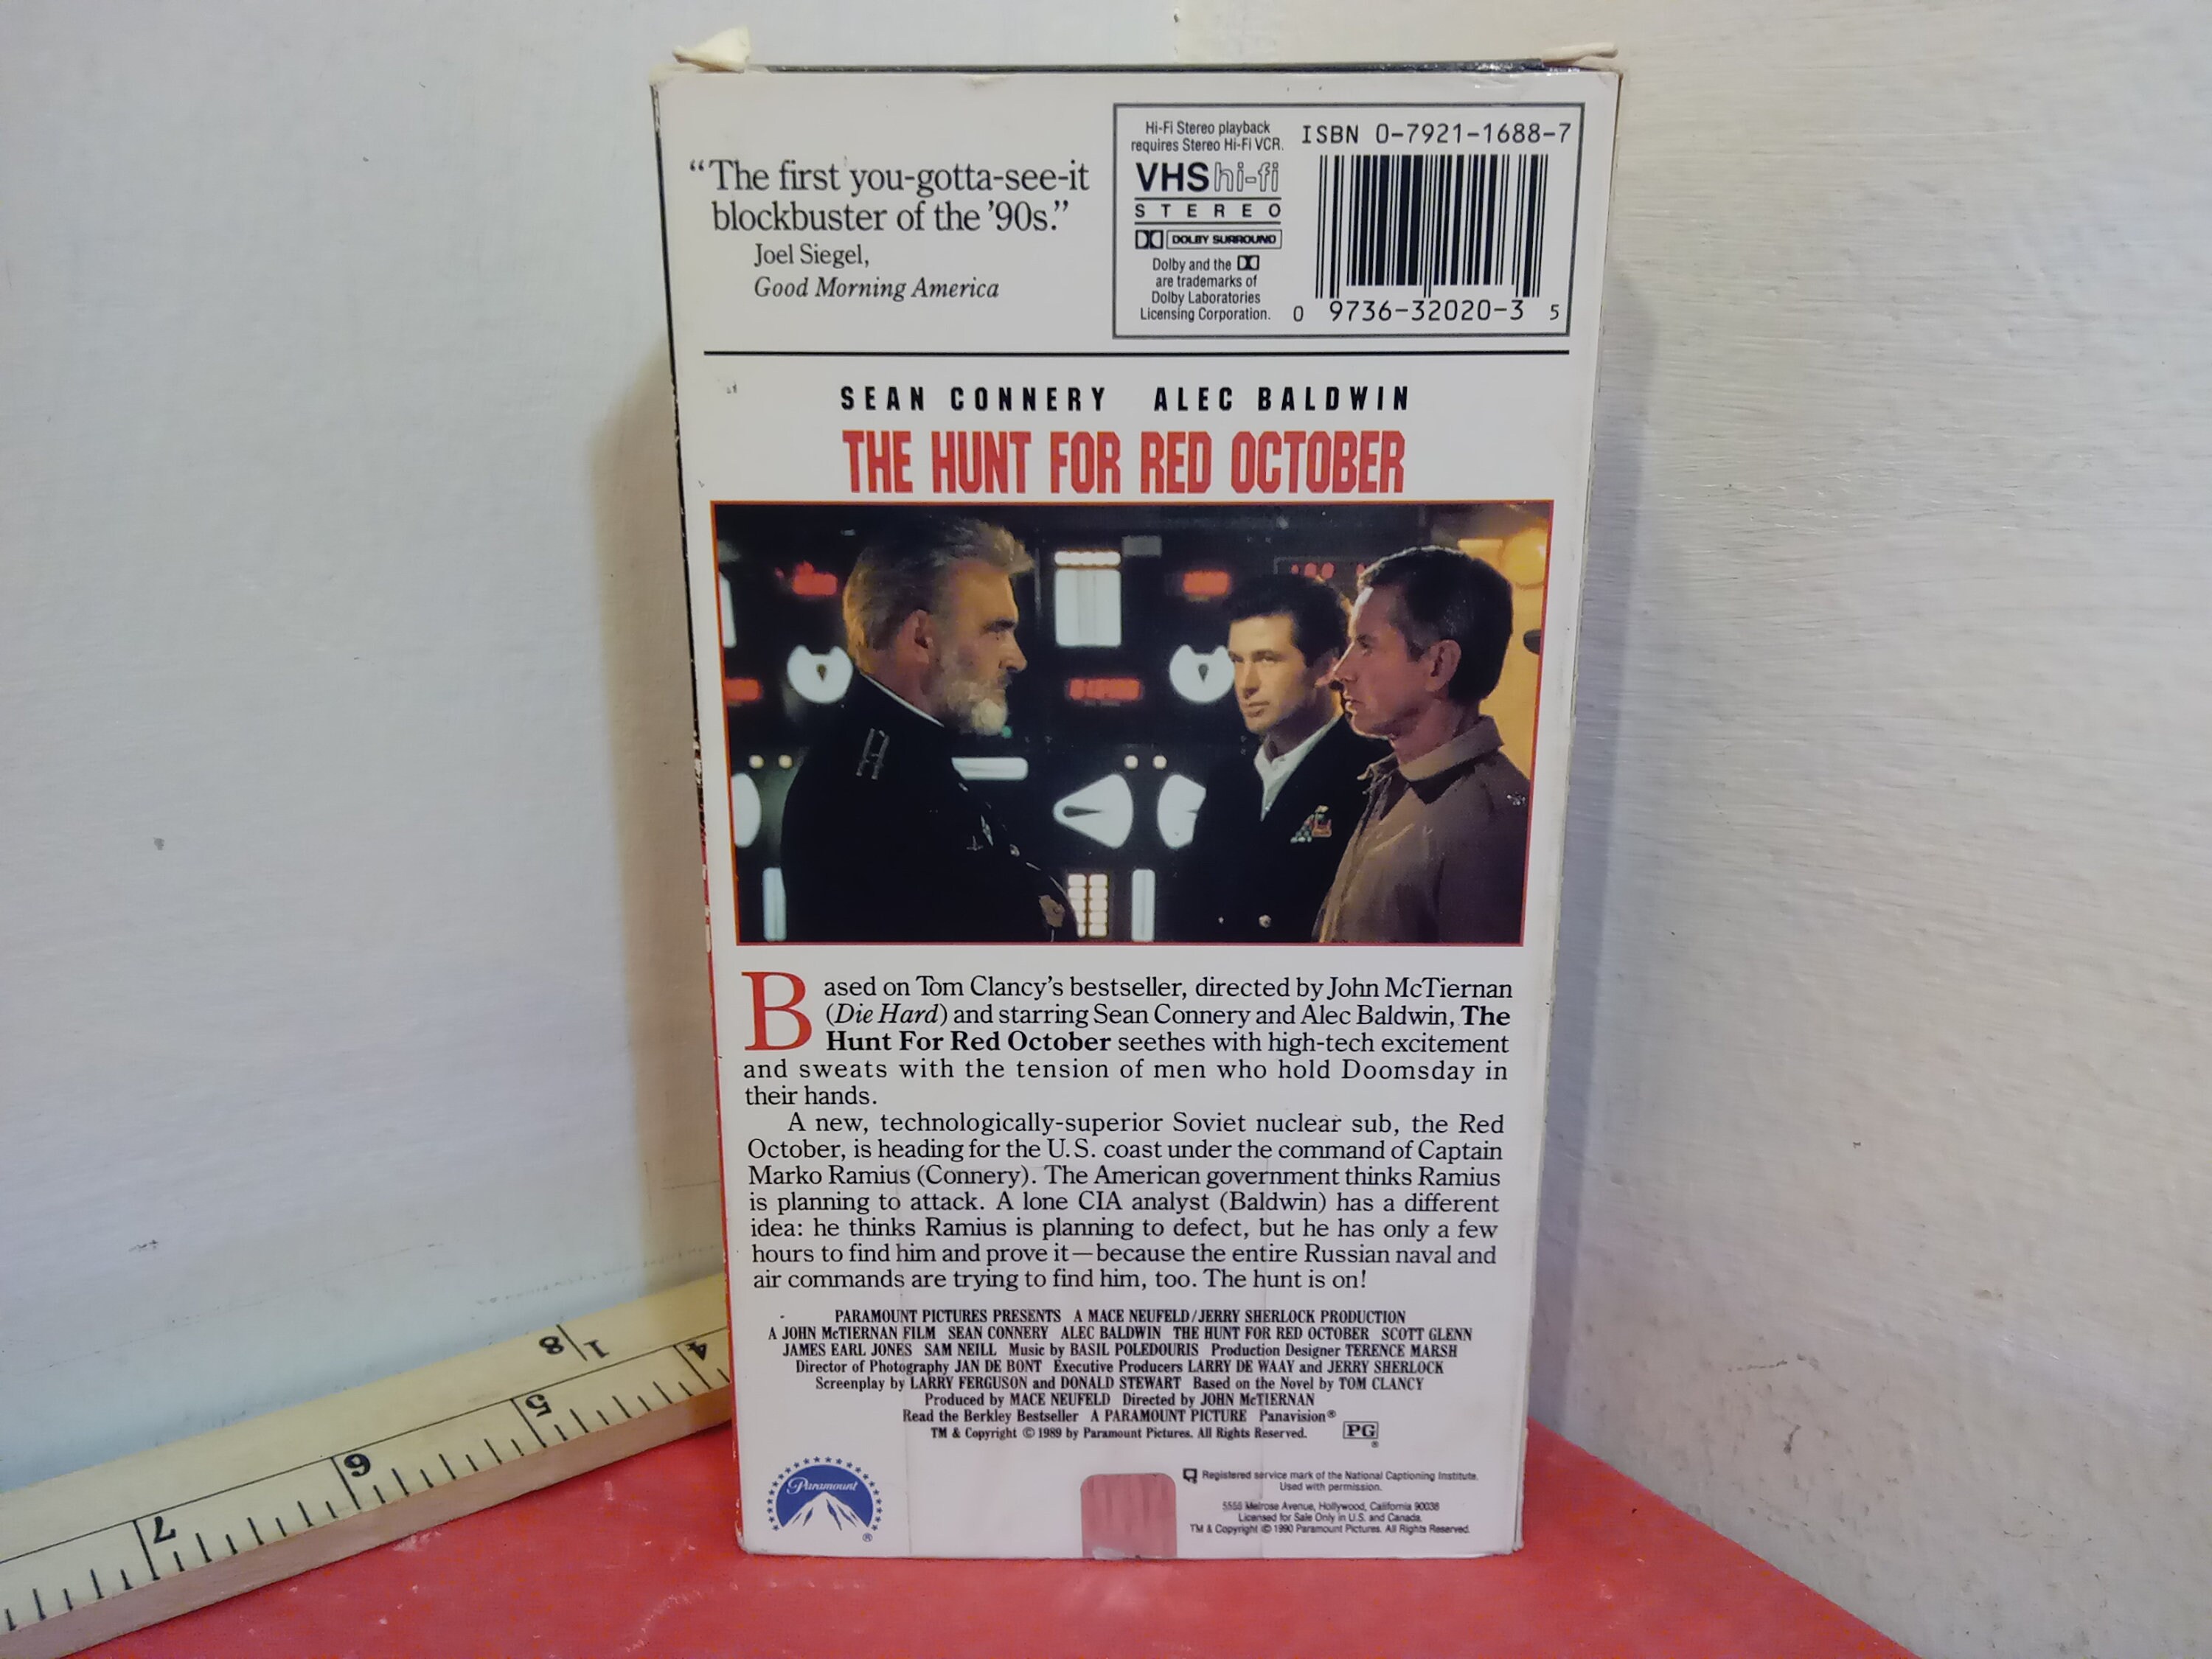 "The first you-gotta-see-it
blockbuster of the '90s."
Joel Siegel,
Good Morning America
Hi-Fi Stereo playback
requires Stereo Hi-Fi VCR.
VHS hi-fi
STEREO
DOLBY SURROUND
Dolby and the
are trademarks of
Dolby Laboratories
Licensing Corporation.
ISBN 0-7921-1688-7
0 9736-32020-3 5
SEAN CONNERY ALEC BALDWIN
THE HUNT FOR RED OCTOBER
Based on Tom Clancy's bestseller, directed by John McTiernan
(Die Hard) and starring Sean Connery and Alec Baldwin, The
Hunt For Red October seethes with high-tech excitement
and sweats with the tension of men who hold Doomsday in
their hands.
A new, technologically-superior Soviet nuclear sub, the Red
October, is heading for the U.S. coast under the command of Captain
Marko Ramius (Connery). The American government thinks Ramius
is planning to attack. A lone CIA analyst (Baldwin) has a different
idea: he thinks Ramius is planning to defect, but he has only a few
hours to find him and prove it—because the entire Russian naval and
air commands are trying to find him, too. The hunt is on!
PARAMOUNT PICTURES PRESENTS A MACE NEUFELD/JERRY SHERLOCK PRODUCTION
A JOHN McTIERNAN FILM SEAN CONNERY ALEC BALDWIN THE HUNT FOR RED OCTOBER SCOTT GLENN
JAMES EARL JONES SAM NEILL Music by BASIL POLEDOURIS Production Designer TERENCE MARSH
Director of Photography JAN DE BONT Executive Producers LARRY DE WAAY and JERRY SHERLOCK
Screenplay by LARRY FERGUSON and DONALD STEWART Based on the Novel by TOM CLANCY
Produced by MACE NEUFELD Directed by JOHN McTIERNAN
Read the Berkley Bestseller A PARAMOUNT PICTURE Panavision®
TM & Copyright © 1989 by Paramount Pictures. All Rights Reserved. PG
®
Paramount
®
Registered service mark of the National Captioning Institute.
Used with permission.
5555 Melrose Avenue, Hollywood, California 90038
Licensed for Sale Only in U.S. and Canada.
TM & Copyright © 1990 Paramount Pictures. All Rights Reserved.
1/8
4
5
6
7